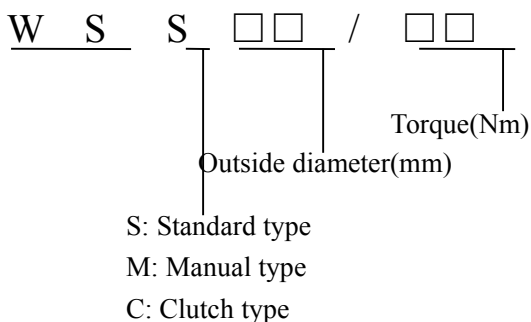 W S S □□ / □□
Torque(Nm)
Outside diameter(mm)
S: Standard type
M: Manual type
C: Clutch type